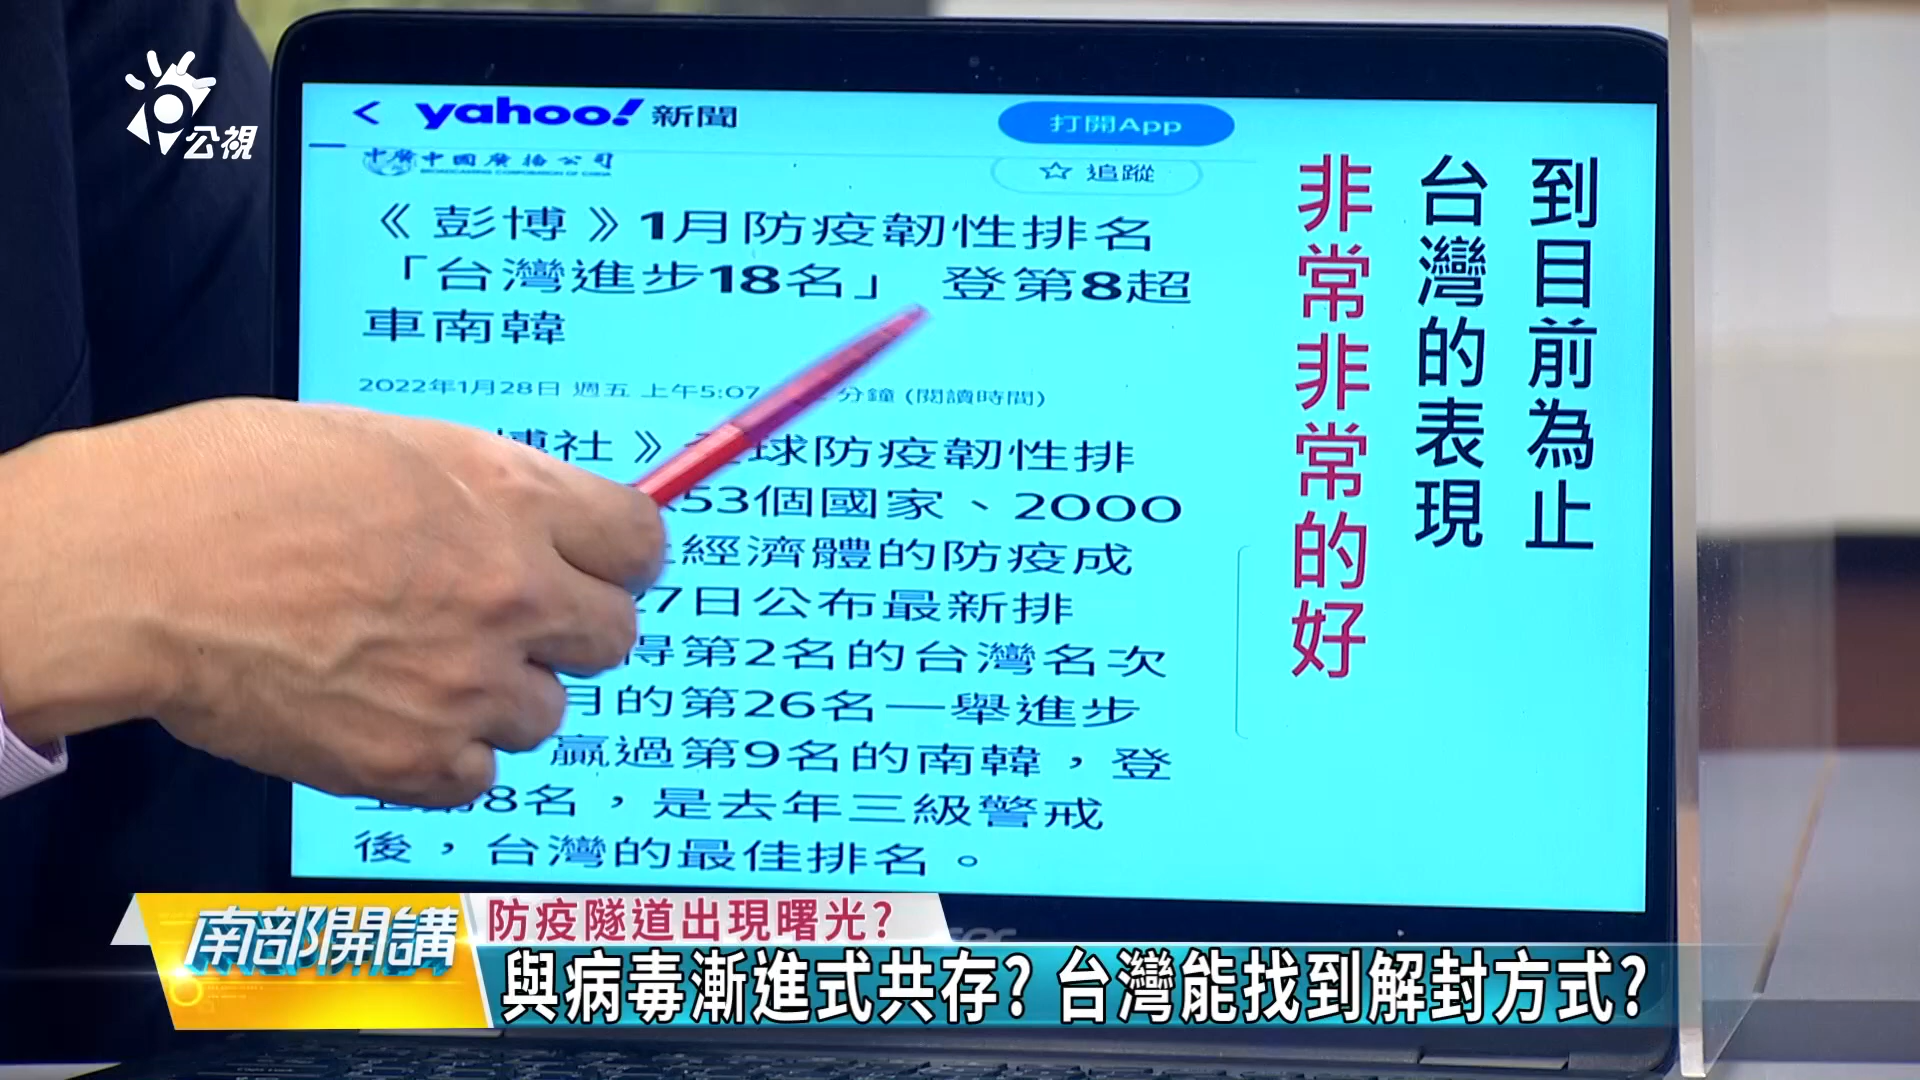 公視
yahoo!新聞
打開App
中廣 中國廣播公司
BROADCASTING CORPORATION OF CHINA
☆ 追蹤
《彭博》1月防疫韌性排名
「台灣進步18名」 登第8超
車南韓
2022年1月28日 週五 上午5:07
分鐘 (閱讀時間)
博社》全球防疫韌性排
53個國家、2000
經濟體的防疫成
27日公布最新排
得第2名的台灣名次
月的第26名一舉進步
贏過第9名的南韓，登
第8名，是去年三級警戒
後，台灣的最佳排名。
到目前為止
台灣的表現
非常非常的好
南部開講
防疫隧道出現曙光?
與病毒漸進式共存? 台灣能找到解封方式?